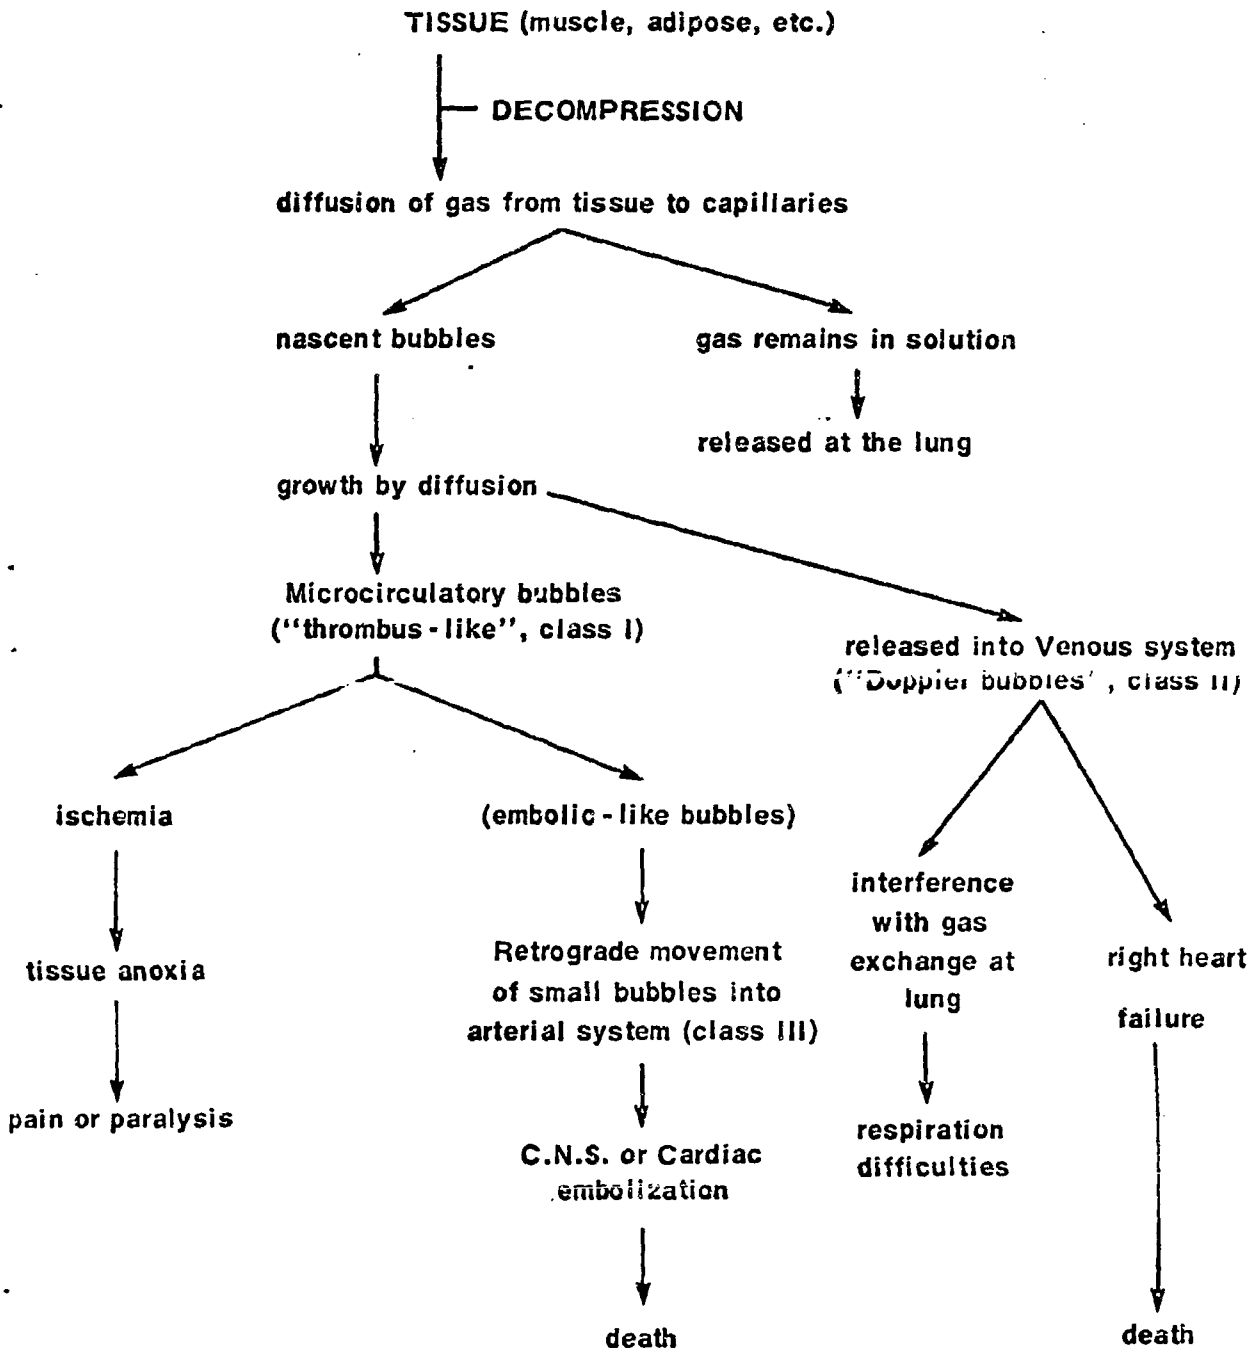 TISSUE (muscle, adipose, etc.)
DECOMPRESSION
diffusion of gas from tissue to capillaries
nascent bubbles
gas remains in solution
released at the lung
growth by diffusion
Microcirculatory bubbles
("thrombus-like", class I)
released into Venous system
("Doppler bubbles", class II)
ischemia
(embolic-like bubbles)
interference
with gas
exchange at
lung
right heart
failure
tissue anoxia
Retrograde movement
of small bubbles into
arterial system (class III)
pain or paralysis
C.N.S. or Cardiac
embolization
respiration
difficulties
death
death